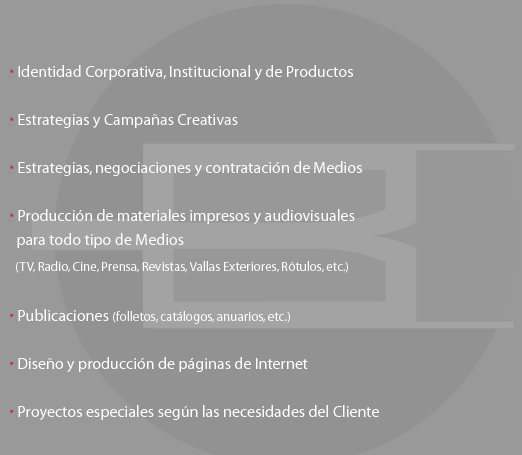 • Identidad Corporativa, Institucional y de Productos
• Estrategias y Campañas Creativas
• Estrategias, negociaciones y contratación de Medios
• Producción de materiales impresos y audiovisuales
para todo tipo de Medios
(TV, Radio, Cine, Prensa, Revistas, Vallas Exteriores, Rótulos, etc.)
• Publicaciones (folletos, catálogos, anuarios, etc.)
• Diseño y producción de páginas de Internet
• Proyectos especiales según las necesidades del Cliente